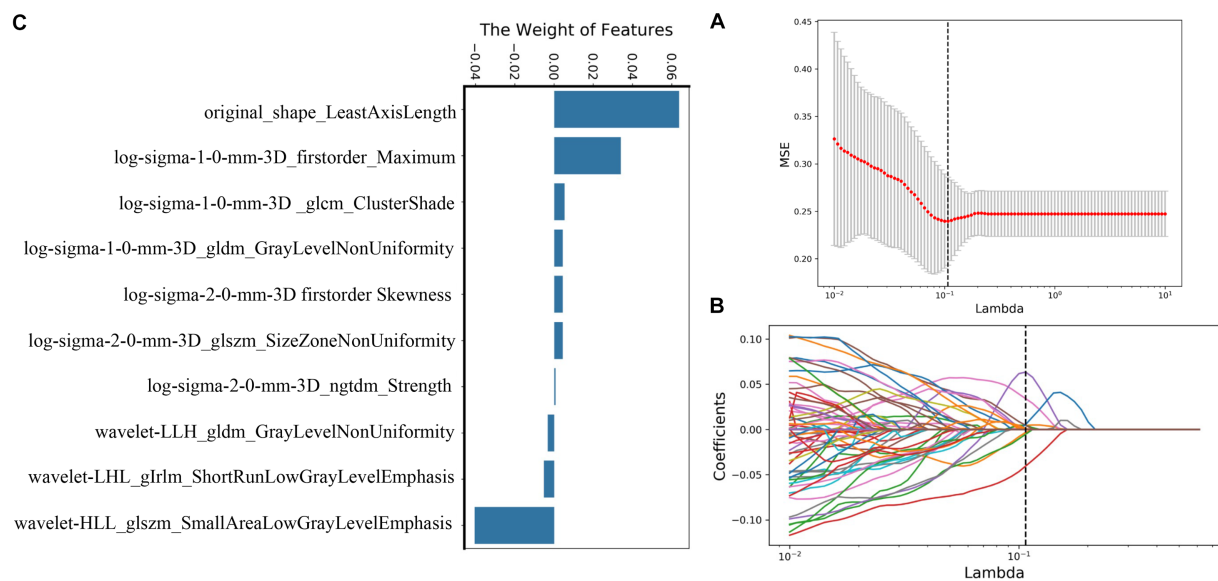 C
The Weight of Features
−0.04
−0.02
0.00
0.02
0.04
0.06
original_shape_LeastAxisLength
log-sigma-1-0-mm-3D_firstorder_Maximum
log-sigma-1-0-mm-3D _glcm_ClusterShade
log-sigma-1-0-mm-3D_gldm_GrayLevelNonUniformity
log-sigma-2-0-mm-3D firstorder Skewness
log-sigma-2-0-mm-3D_glszm_SizeZoneNonUniformity
log-sigma-2-0-mm-3D_ngtdm_Strength
wavelet-LLH_gldm_GrayLevelNonUniformity
wavelet-LHL_gIrlm_ShortRunLowGrayLevelEmphasis
wavelet-HLL_glszm_SmallAreaLowGrayLevelEmphasis
A
0.45
0.40
0.35
0.30
0.25
0.20
MSE
10⁻²
10⁻¹
10⁰
10¹
Lambda
B
0.10
0.05
0.00
−0.05
−0.10
Coefficients
10⁻²
10⁻¹
Lambda